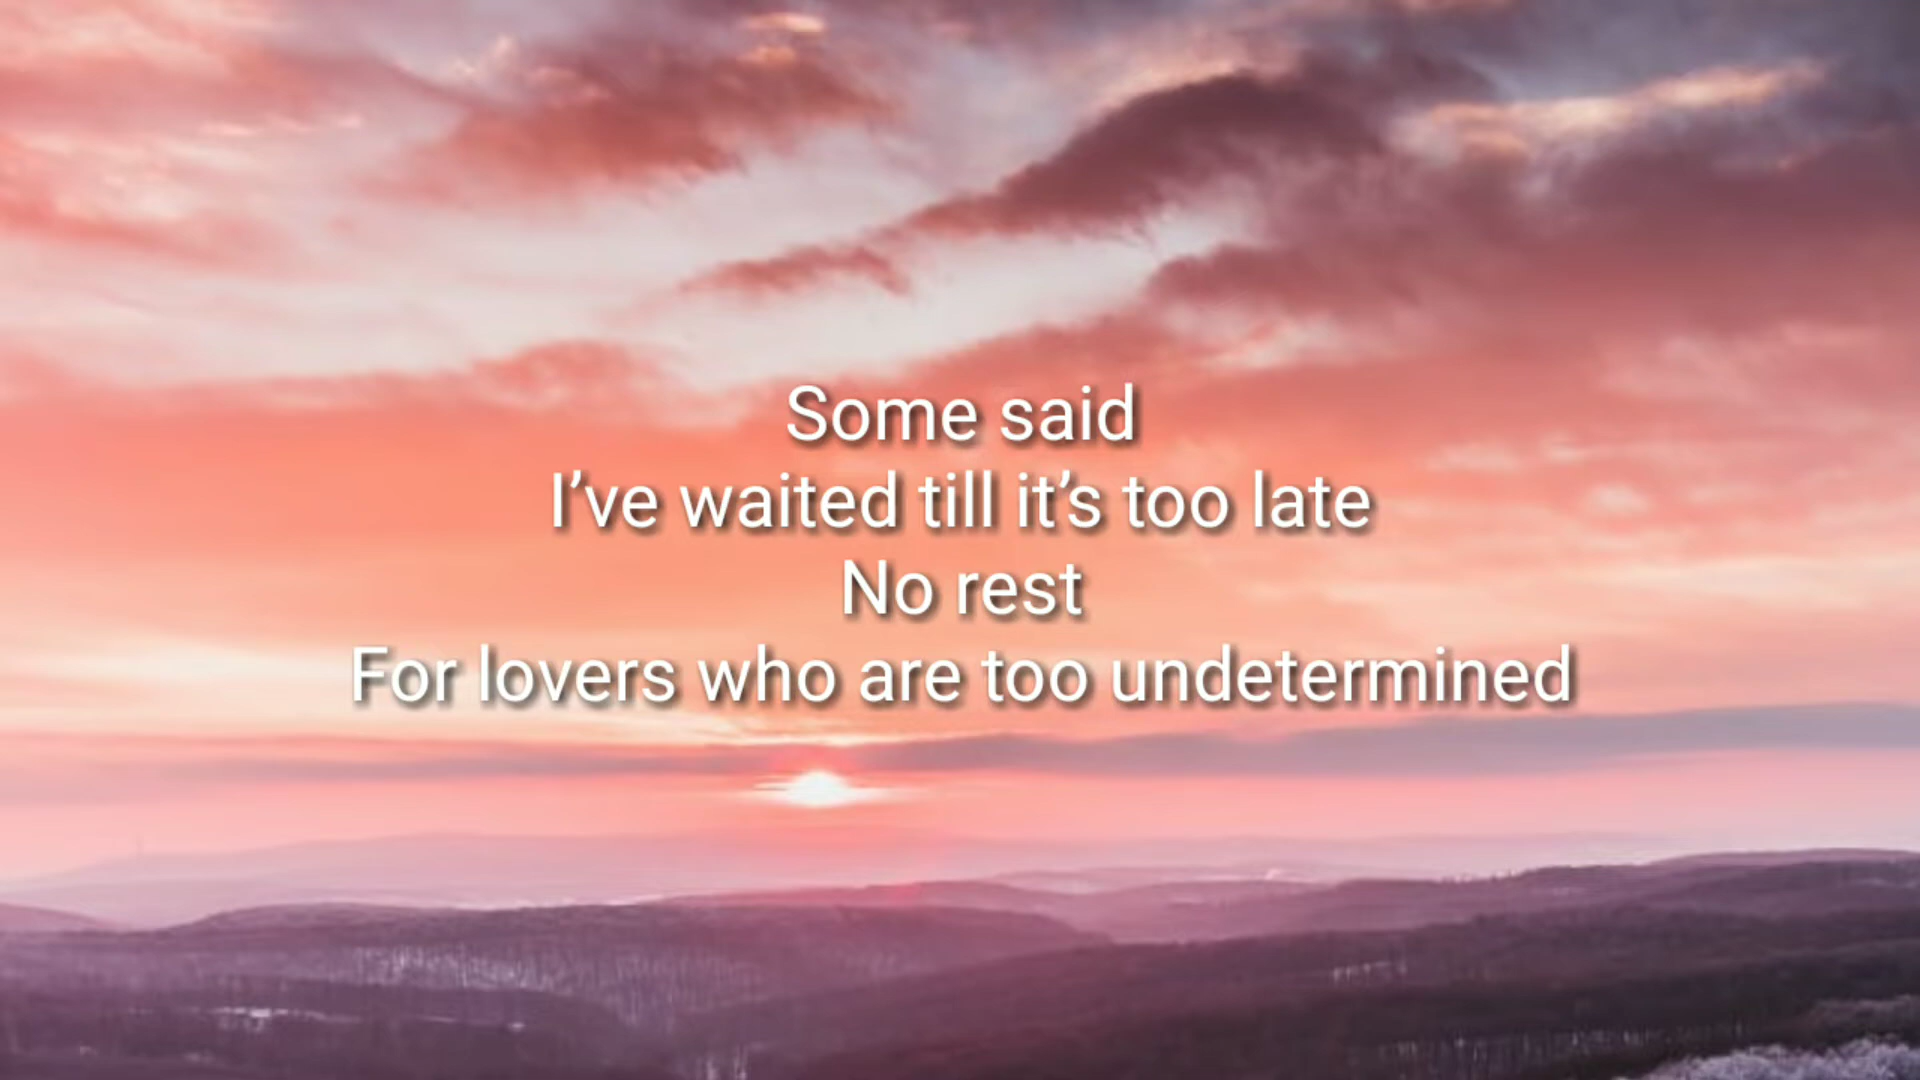 Some said
I’ve waited till it’s too late
No rest
For lovers who are too undetermined